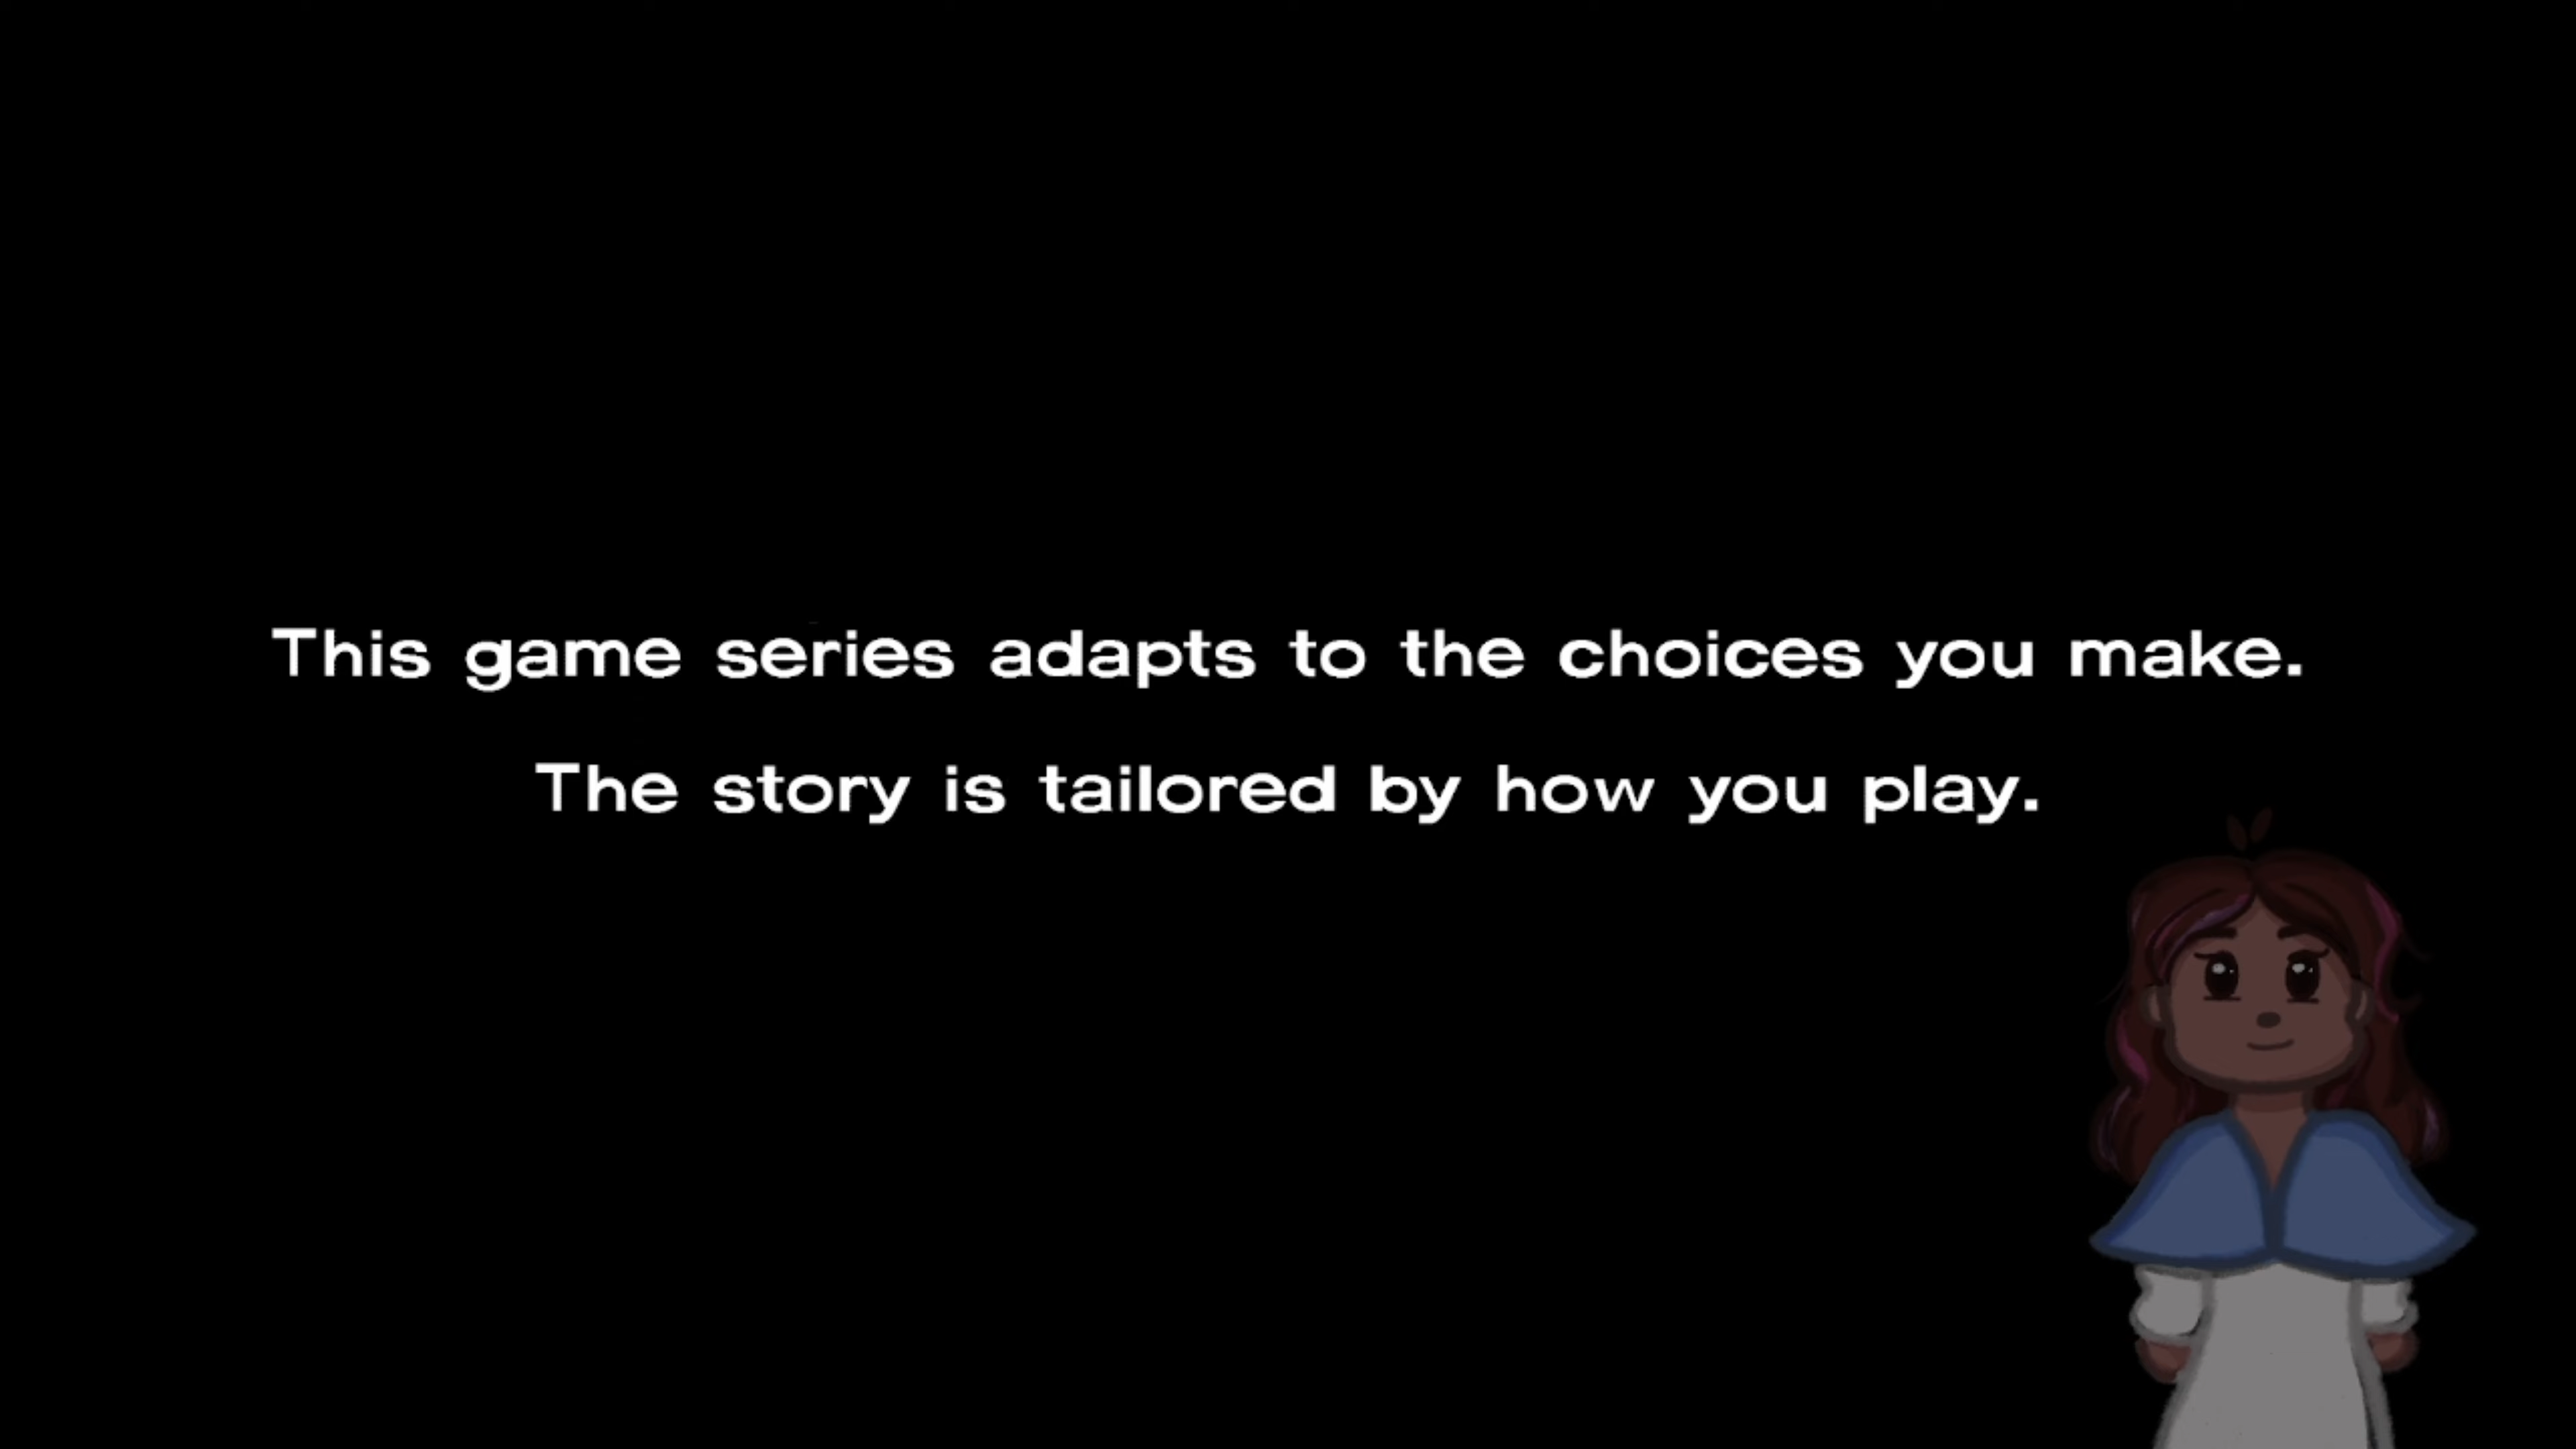 This game series adapts to the choices you make.
The story is tailored by how you play.